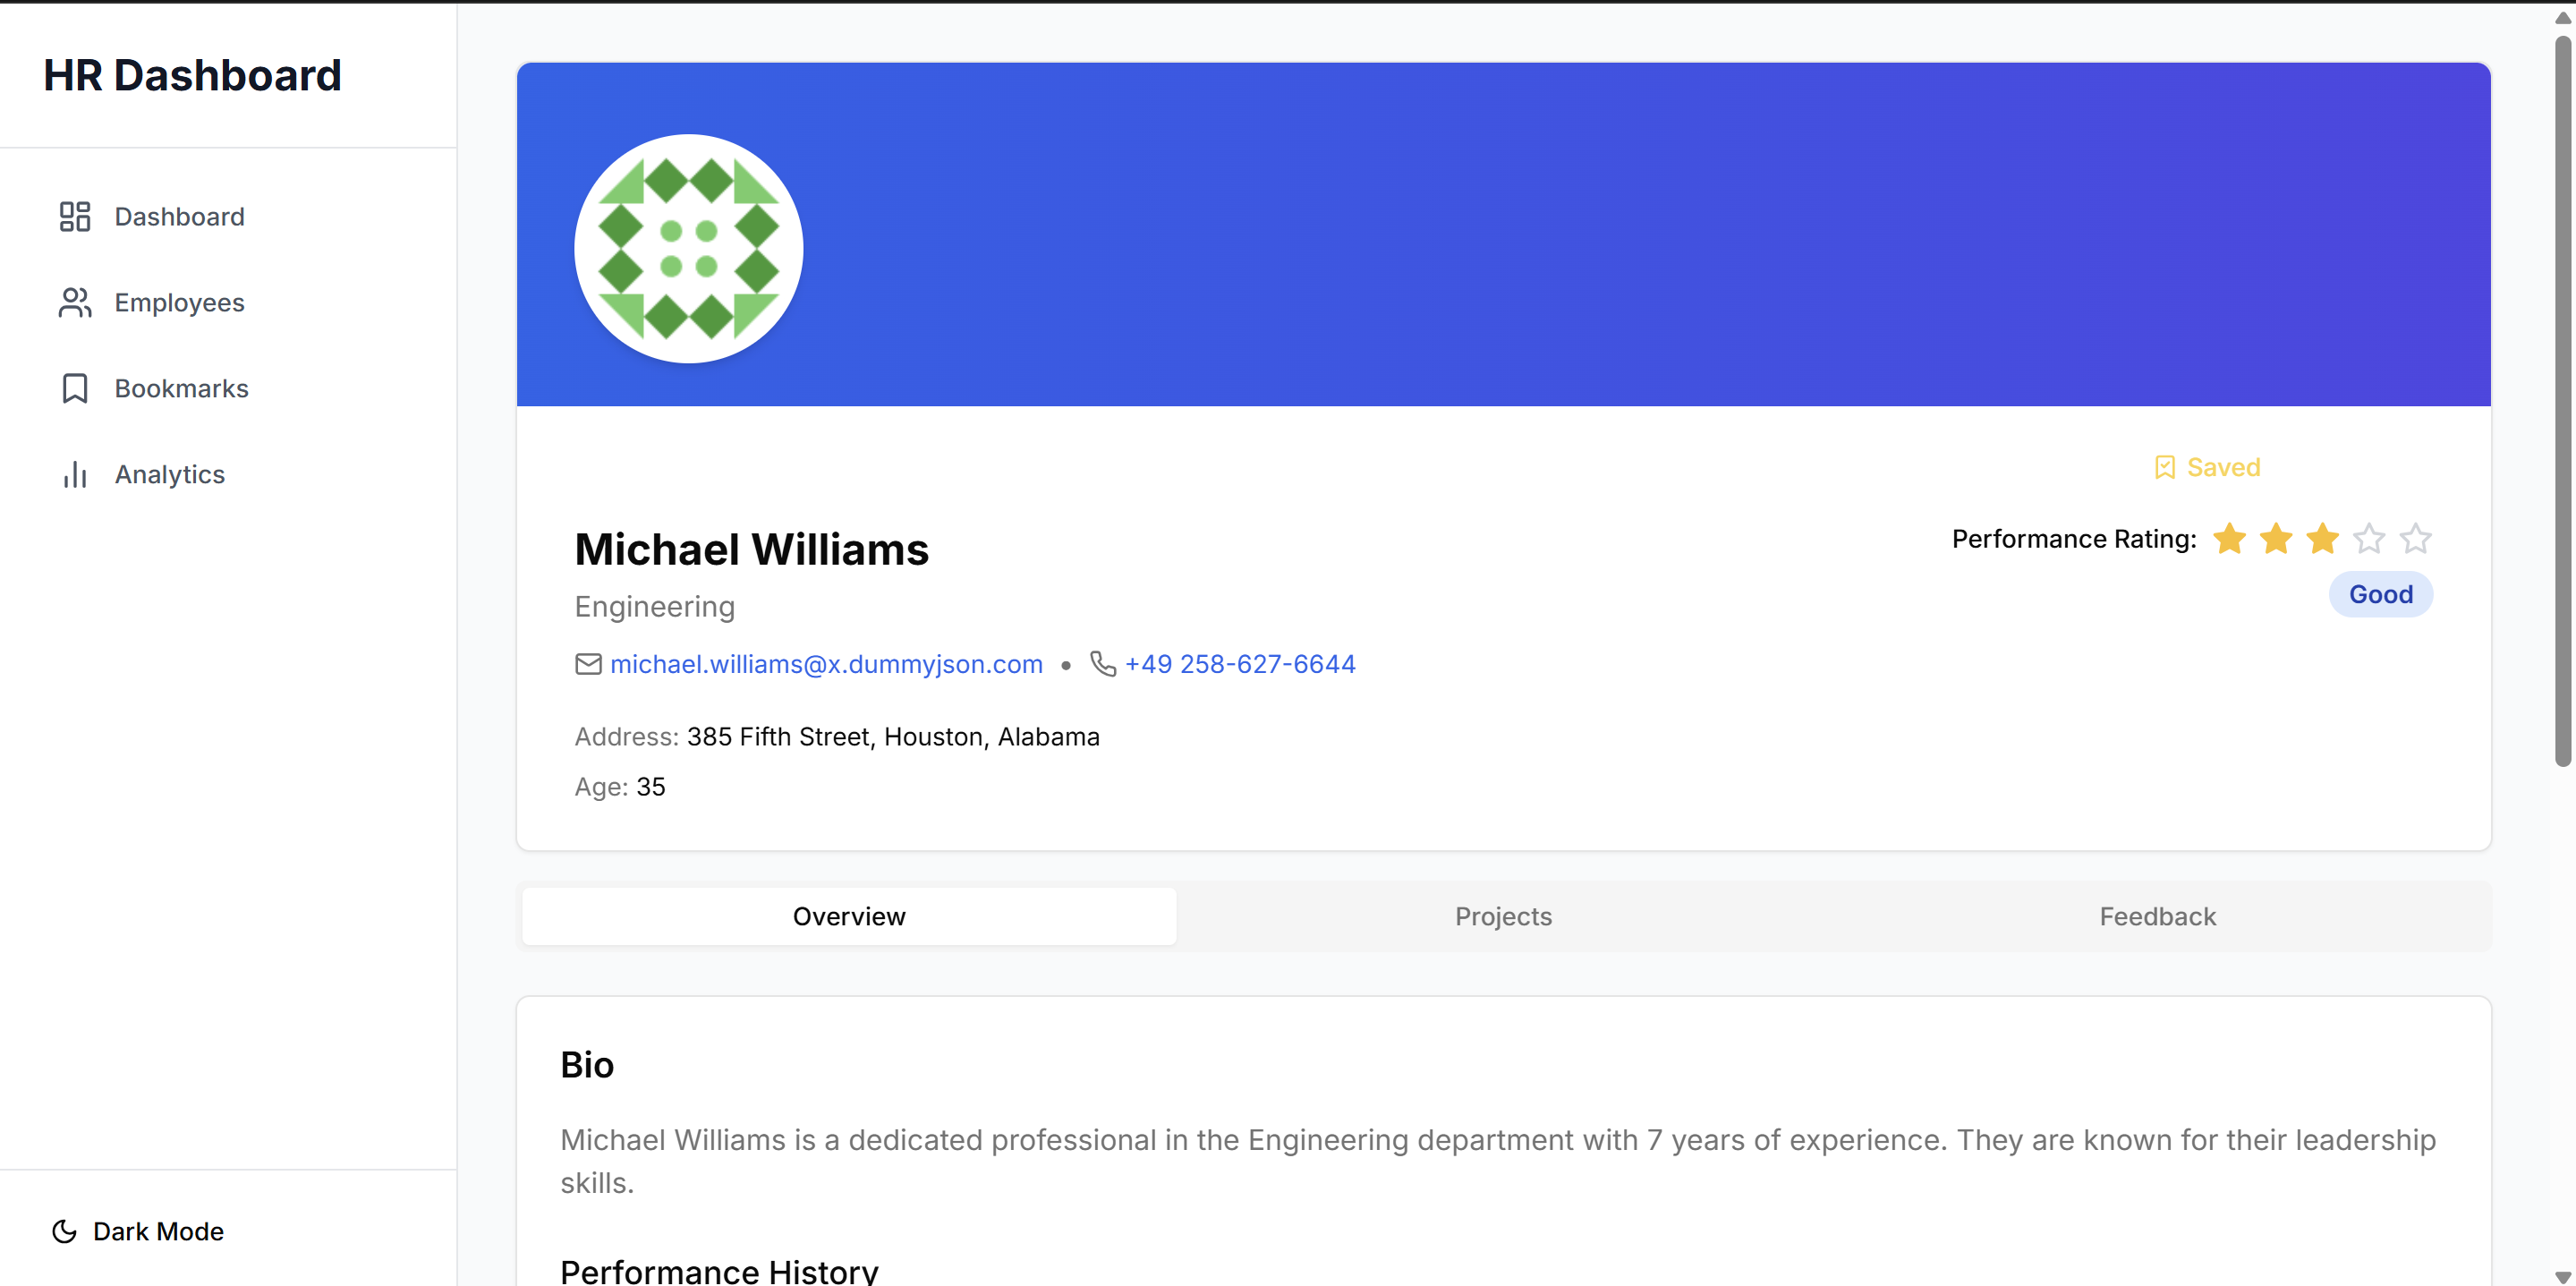 HR Dashboard
Dashboard
Employees
Bookmarks
Analytics
Dark Mode
Saved
Michael Williams
Performance Rating:
Good
Engineering
michael.williams@x.dummyjson.com • +49 258-627-6644
Address: 385 Fifth Street, Houston, Alabama
Age: 35
Overview
Projects
Feedback
Bio
Michael Williams is a dedicated professional in the Engineering department with 7 years of experience. They are known for their leadership
skills.
Performance History